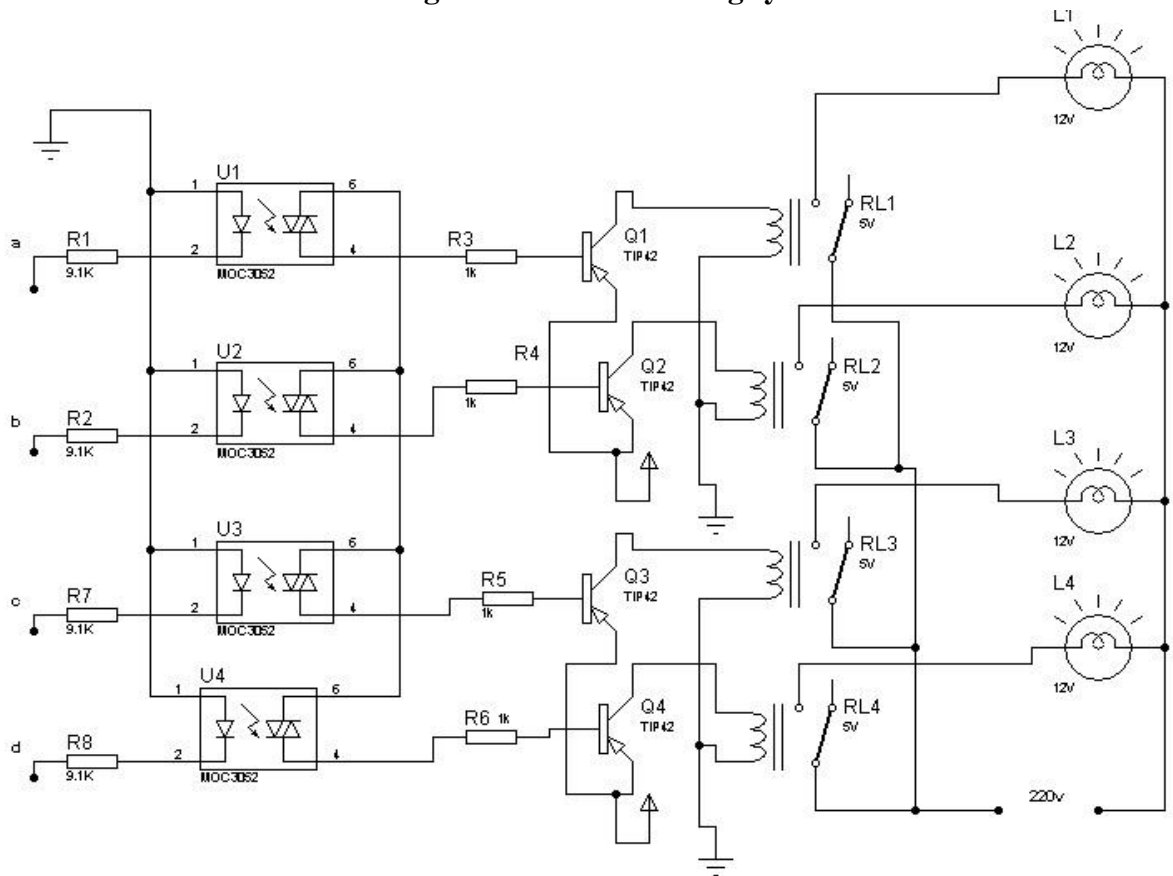 L1
12V
U1
1
6
a
R1
2
4
R3
9.1K
MOC3052
1k
Q1
TIP42
RL1
5V
L2
12V
U2
1
6
R4
b
R2
2
4
9.1K
MOC3052
1k
Q2
TIP42
RL2
5V
L3
12V
U3
1
6
c
R7
2
4
R5
9.1K
MOC3052
1k
Q3
TIP42
RL3
5V
L4
12V
U4
1
6
d
R8
2
4
R6 1k
9.1K
MOC3052
Q4
TIP42
RL4
5V
220v